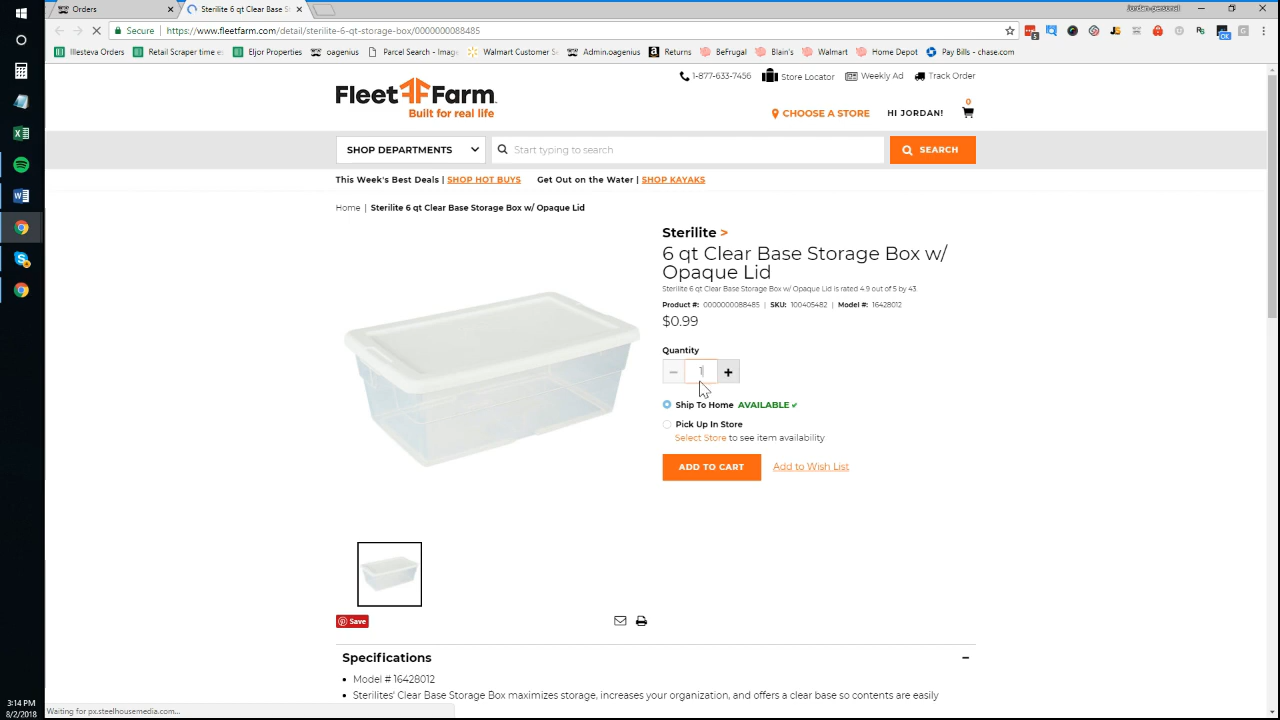 Orders
Sterilite 6 qt Clear Base S
Jordan-personal
Secure
https://www.fleetfarm.com/detail/sterilite-6-qt-storage-box/0000000088485
Illesteva Orders
Retail Scraper time es
Eljor Properties
oagenius
Parcel Search - Image
Walmart Customer Se
Admin.oagenius
Returns
BeFrugal
Blain's
Walmart
Home Depot
Pay Bills - chase.com
1-877-633-7456
Store Locator
Weekly Ad
Track Order
Fleet Farm
Built for real life
CHOOSE A STORE
HI JORDAN!
0
SHOP DEPARTMENTS
Start typing to search
SEARCH
This Week's Best Deals | SHOP HOT BUYS
Get Out on the Water | SHOP KAYAKS
Home | Sterilite 6 qt Clear Base Storage Box w/ Opaque Lid
Sterilite >
6 qt Clear Base Storage Box w/
Opaque Lid
Sterilite 6 qt Clear Base Storage Box w/ Opaque Lid is rated 4.9 out of 5 by 43.
Product #: 0000000088485 | SKU: 100405482 | Model #: 16428012
$0.99
Quantity
1
Ship To Home AVAILABLE ✔
Pick Up In Store
Select Store to see item availability
ADD TO CART
Add to Wish List
Save
Specifications
Model # 16428012
Sterilites' Clear Base Storage Box maximizes storage, increases your organization, and offers a clear base so contents are easily
3:14 PM
8/2/2018
Waiting for px.steelhousemedia.com...